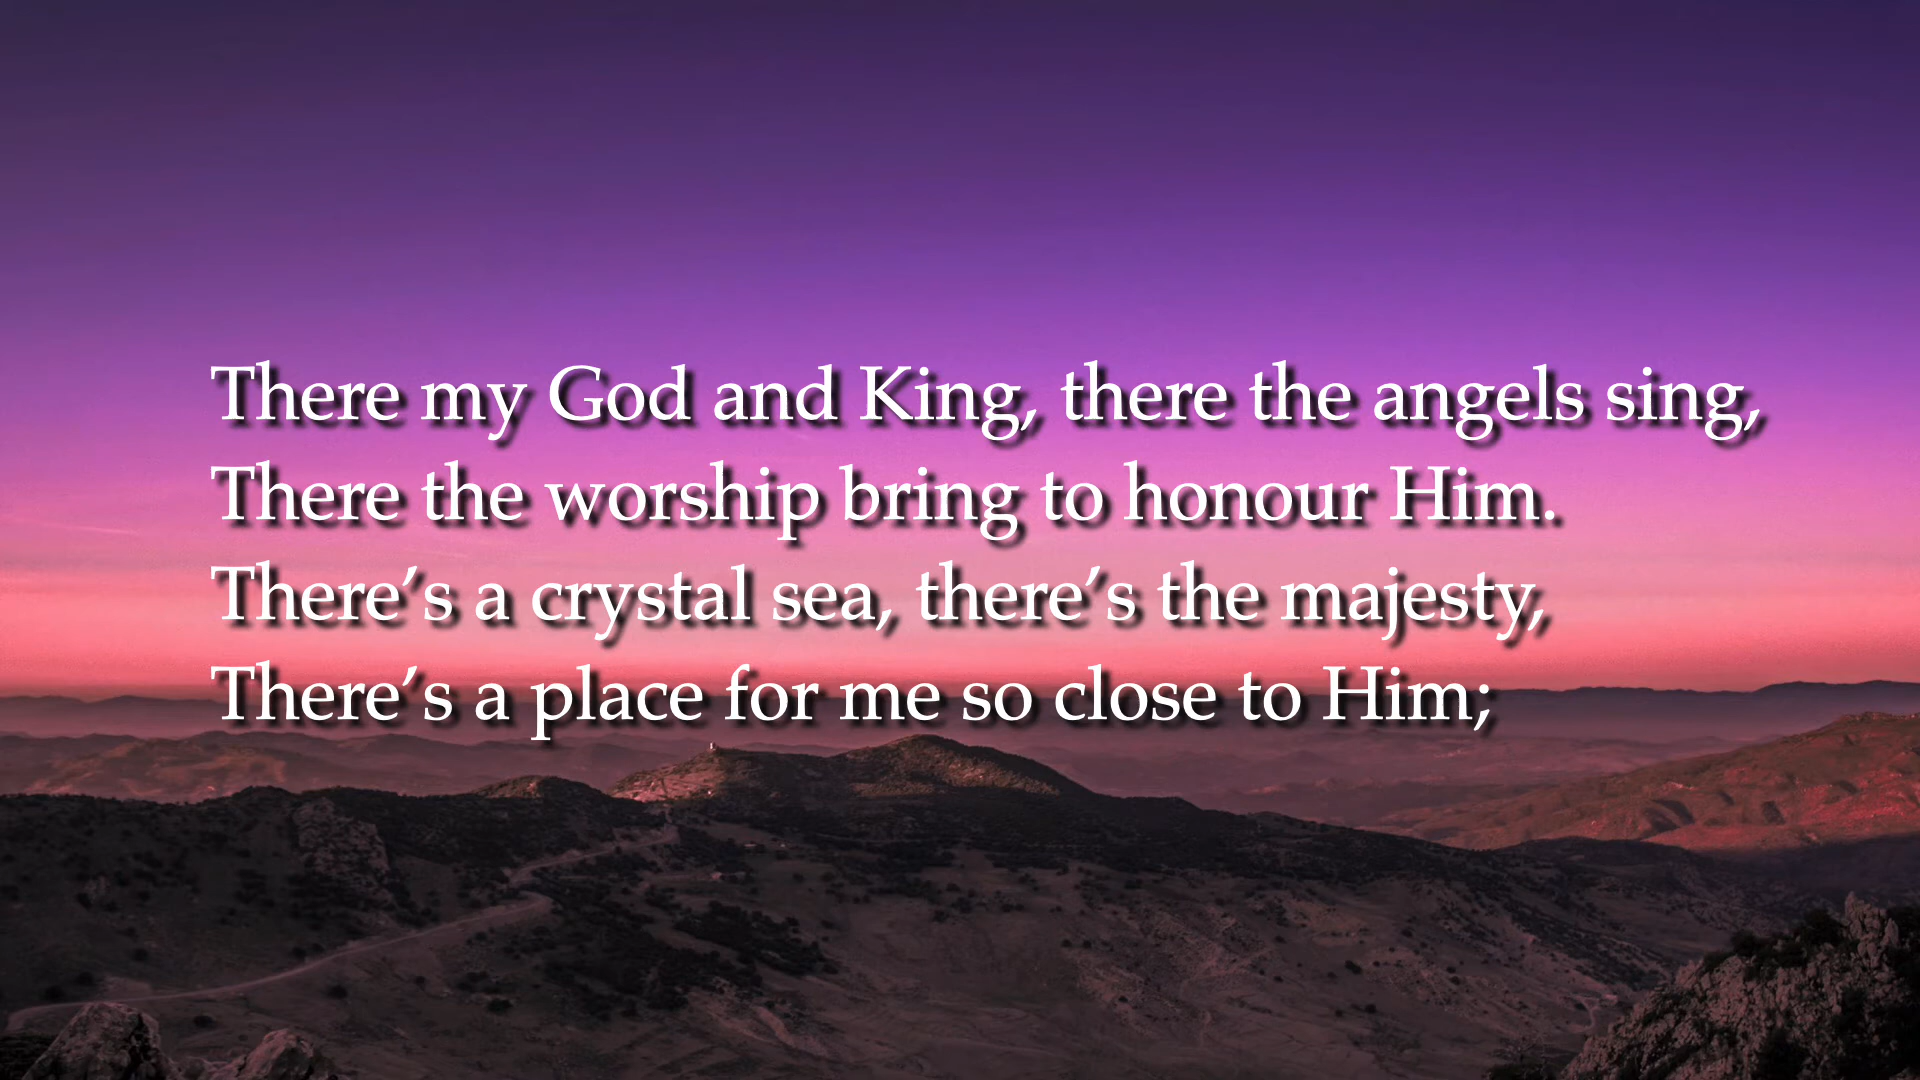 There my God and King, there the angels sing,
There the worship bring to honour Him.
There’s a crystal sea, there’s the majesty,
There’s a place for me so close to Him;